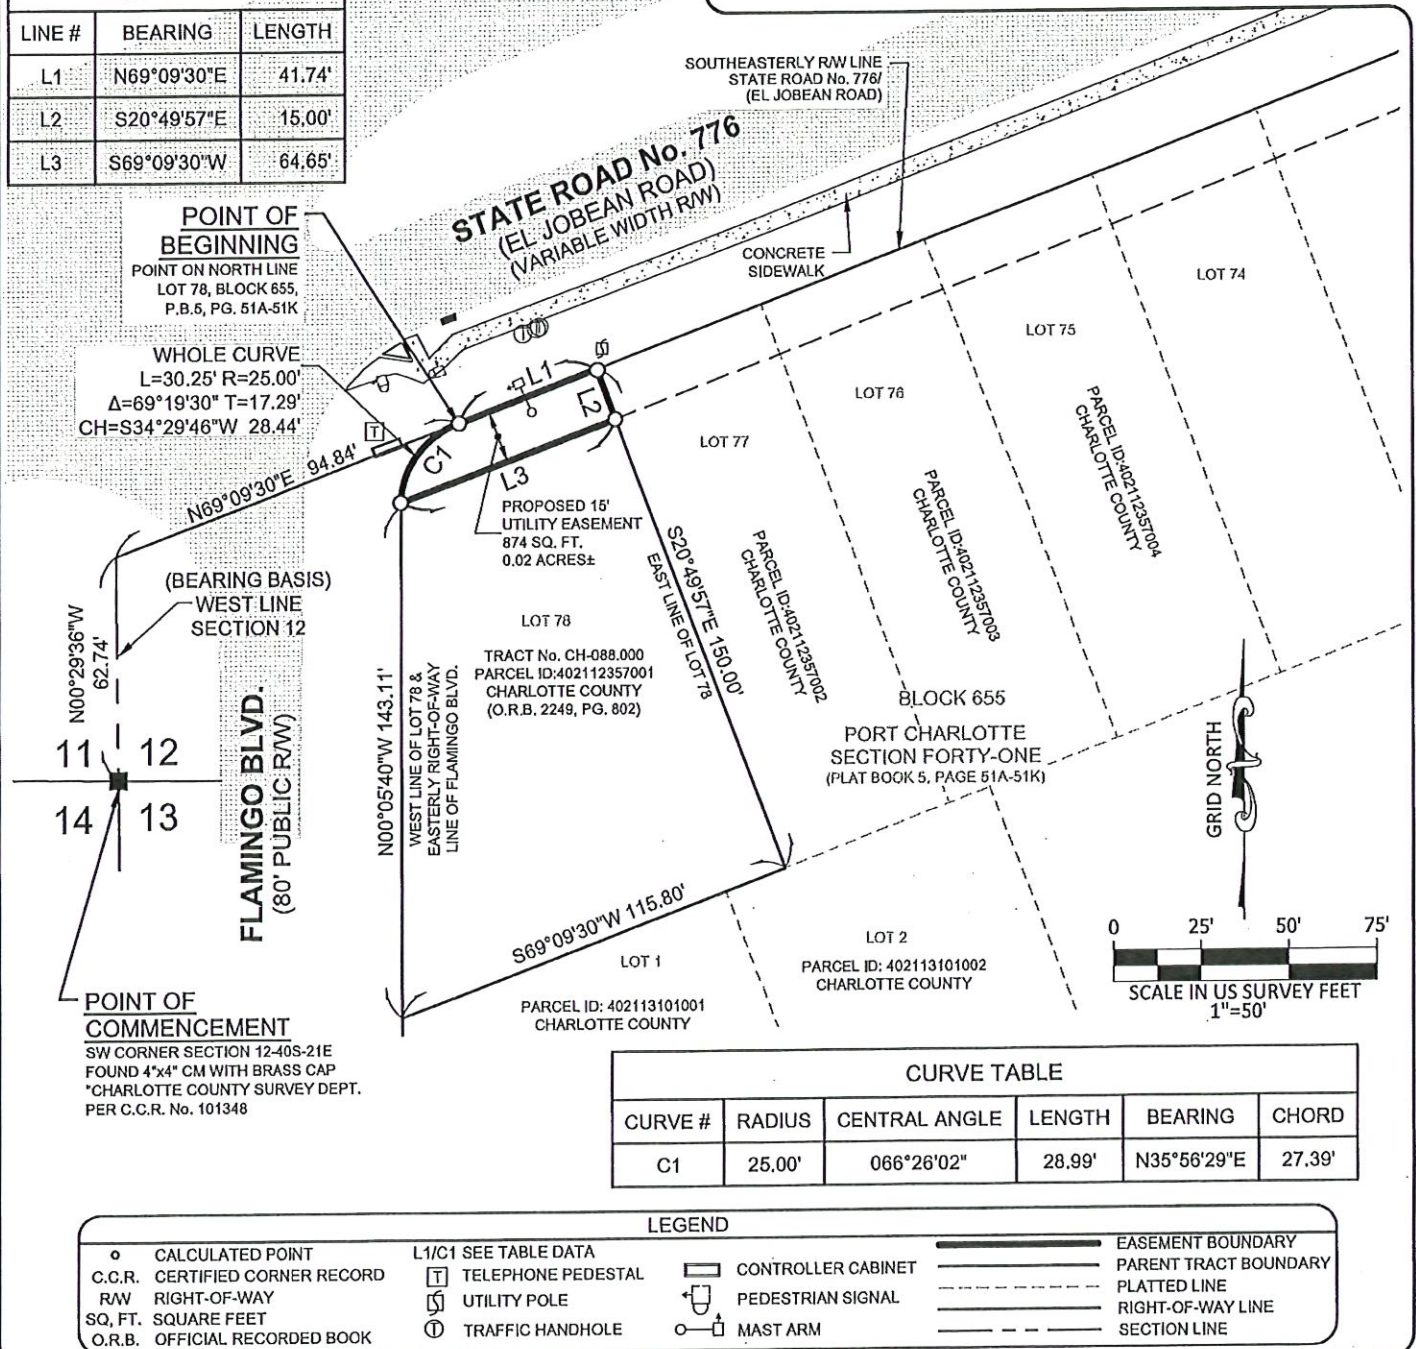 LINE # BEARING LENGTH
L1 N69°09'30"E 41.74'
L2 S20°49'57"E 15.00'
L3 S69°09'30"W 64.65'
SOUTHEASTERLY R/W LINE
STATE ROAD No. 776/
(EL JOBEAN ROAD)
STATE ROAD No. 776
(EL JOBEAN ROAD)
(VARIABLE WIDTH R/W)
CONCRETE
SIDEWALK
POINT OF
BEGINNING
POINT ON NORTH LINE
LOT 78, BLOCK 655,
P.B.5, PG. 51A-51K
WHOLE CURVE
L=30.25' R=25.00'
Δ=69°19'30" T=17.29'
CH=S34°29'46"W 28.44'
T
T
L1
L2
L3
C1
N69°09'30"E 94.84'
PROPOSED 15'
UTILITY EASEMENT
874 SQ. FT.
0.02 ACRES±
LOT 74
LOT 75
LOT 76
LOT 77
PARCEL ID:402112357004
CHARLOTTE COUNTY
PARCEL ID:402112357003
CHARLOTTE COUNTY
PARCEL ID:402112357002
CHARLOTTE COUNTY
S20°49'57"E 150.00'
EAST LINE OF LOT 78
(BEARING BASIS)
WEST LINE
SECTION 12
N00°29'36"W
62.74'
11 12
14 13
FLAMINGO BLVD.
(80' PUBLIC R/W)
N00°05'40"W 143.11'
WEST LINE OF LOT 78 &
EASTERLY RIGHT-OF-WAY
LINE OF FLAMINGO BLVD.
LOT 78
TRACT No. CH-088.000
PARCEL ID:402112357001
CHARLOTTE COUNTY
(O.R.B. 2249, PG. 802)
BLOCK 655
PORT CHARLOTTE
SECTION FORTY-ONE
(PLAT BOOK 5, PAGE 51A-51K)
GRID NORTH
S69°09'30"W 115.80'
LOT 1
PARCEL ID: 402113101001
CHARLOTTE COUNTY
LOT 2
PARCEL ID: 402113101002
CHARLOTTE COUNTY
0 25' 50' 75'
SCALE IN US SURVEY FEET
1"=50'
POINT OF
COMMENCEMENT
SW CORNER SECTION 12-40S-21E
FOUND 4"x4" CM WITH BRASS CAP
"CHARLOTTE COUNTY SURVEY DEPT.
PER C.C.R. No. 101348
CURVE TABLE
CURVE # RADIUS CENTRAL ANGLE LENGTH BEARING CHORD
C1 25.00' 066°26'02" 28.99' N35°56'29"E 27.39'
LEGEND
CALCULATED POINT
C.C.R. CERTIFIED CORNER RECORD
R/W RIGHT-OF-WAY
SQ. FT. SQUARE FEET
O.R.B. OFFICIAL RECORDED BOOK
L1/C1 SEE TABLE DATA
T TELEPHONE PEDESTAL
UTILITY POLE
T TRAFFIC HANDHOLE
CONTROLLER CABINET
PEDESTRIAN SIGNAL
MAST ARM
EASEMENT BOUNDARY
PARENT TRACT BOUNDARY
PLATTED LINE
RIGHT-OF-WAY LINE
SECTION LINE